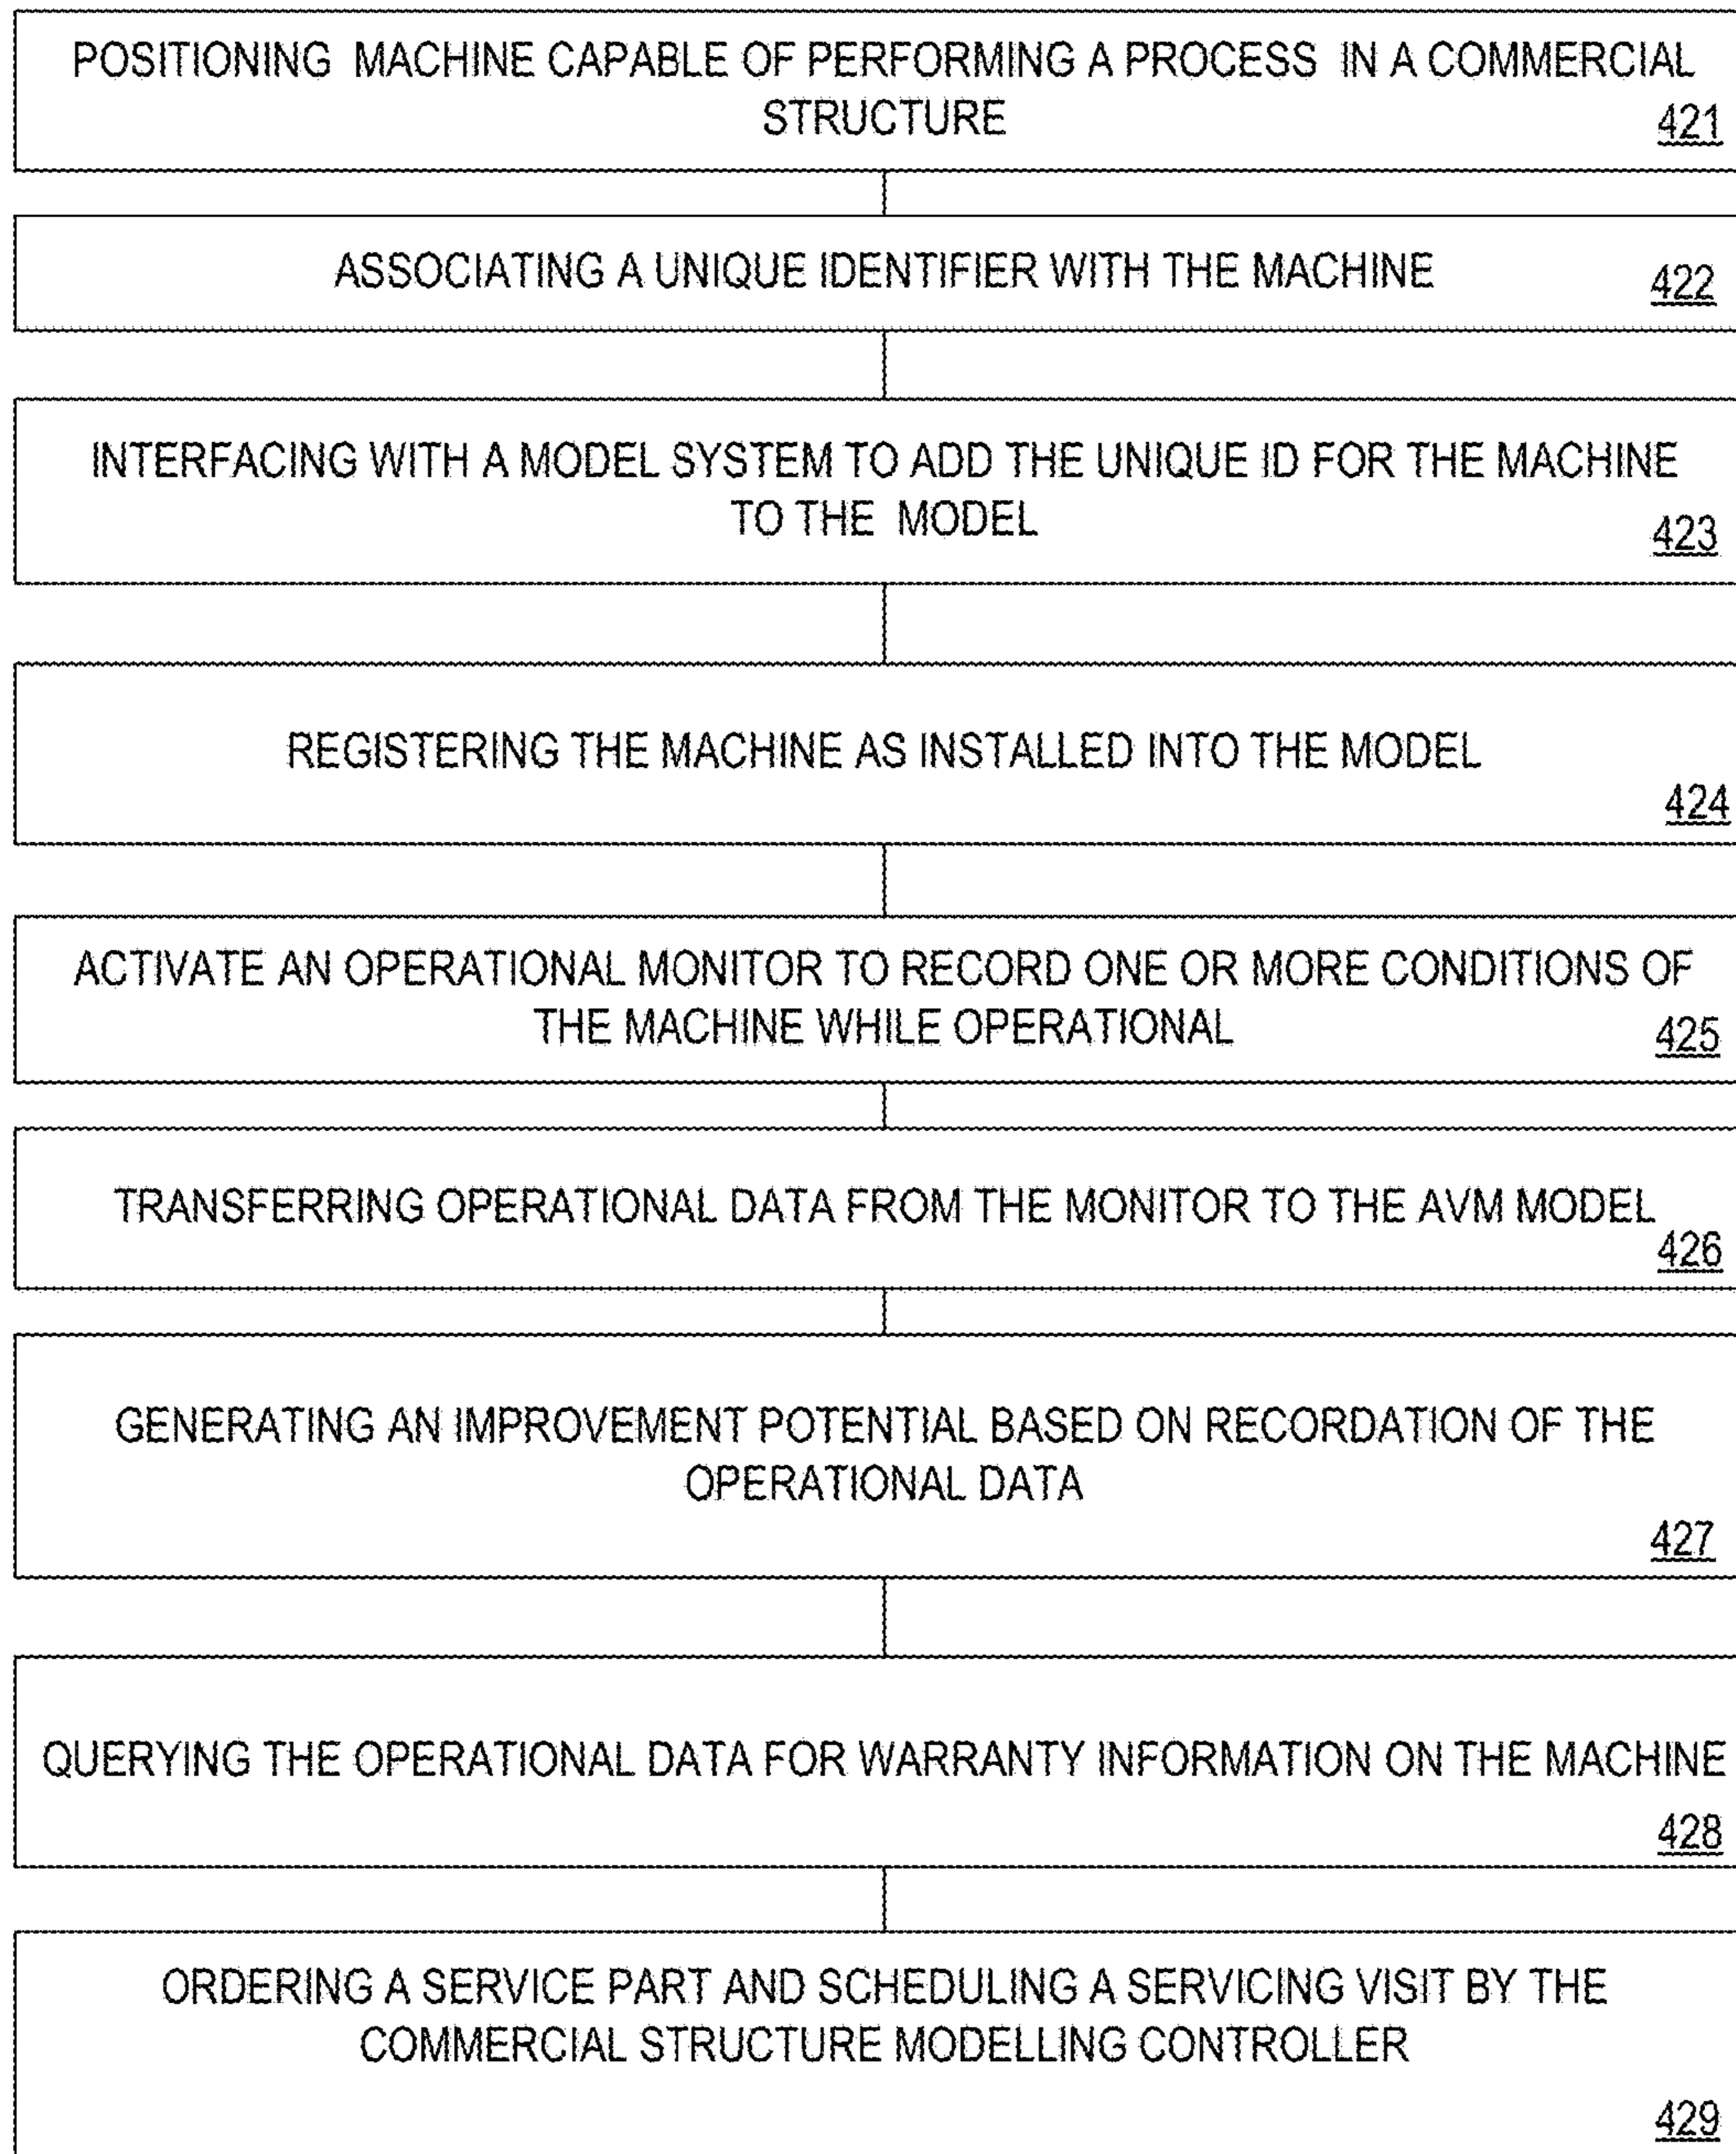 POSITIONING MACHINE CAPABLE OF PERFORMING A PROCESS IN A COMMERCIAL
STRUCTURE
421
ASSOCIATING A UNIQUE IDENTIFIER WITH THE MACHINE
422
INTERFACING WITH A MODEL SYSTEM TO ADD THE UNIQUE ID FOR THE MACHINE
TO THE MODEL
423
REGISTERING THE MACHINE AS INSTALLED INTO THE MODEL
424
ACTIVATE AN OPERATIONAL MONITOR TO RECORD ONE OR MORE CONDITIONS OF
THE MACHINE WHILE OPERATIONAL
425
TRANSFERRING OPERATIONAL DATA FROM THE MONITOR TO THE AVM MODEL
426
GENERATING AN IMPROVEMENT POTENTIAL BASED ON RECORDATION OF THE
OPERATIONAL DATA
427
QUERYING THE OPERATIONAL DATA FOR WARRANTY INFORMATION ON THE MACHINE
428
ORDERING A SERVICE PART AND SCHEDULING A SERVICING VISIT BY THE
COMMERCIAL STRUCTURE MODELLING CONTROLLER
429